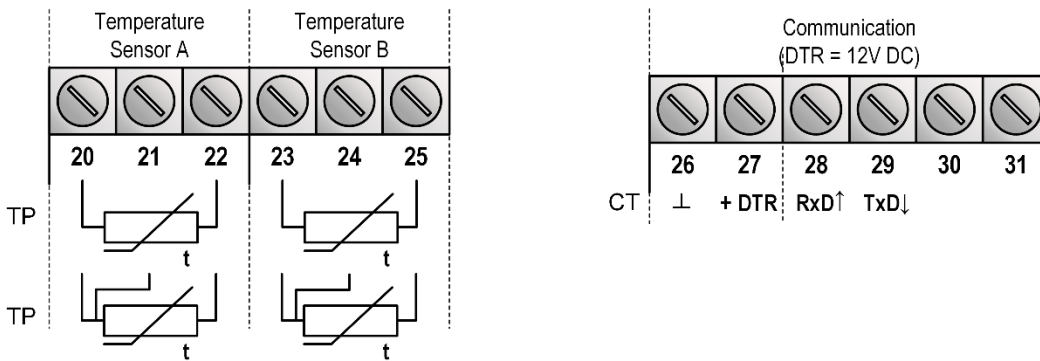 Temperature
Sensor A
Temperature
Sensor B
20 21 22 23 24 25
TP
t t
TP
t t
Communication
(DTR = 12V DC)
26 27 28 29 30 31
CT ⊥ + DTR RxD↑ TxD↓